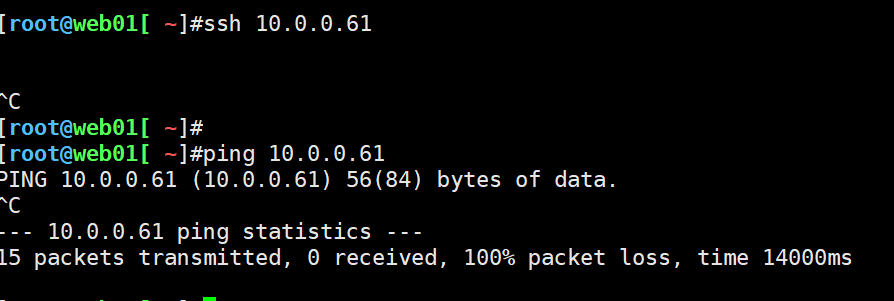 [root@web01[ ~]#ssh 10.0.0.61
^C
[root@web01[ ~]#
[root@web01[ ~]#ping 10.0.0.61
PING 10.0.0.61 (10.0.0.61) 56(84) bytes of data.
^C
--- 10.0.0.61 ping statistics ---
15 packets transmitted, 0 received, 100% packet loss, time 14000ms